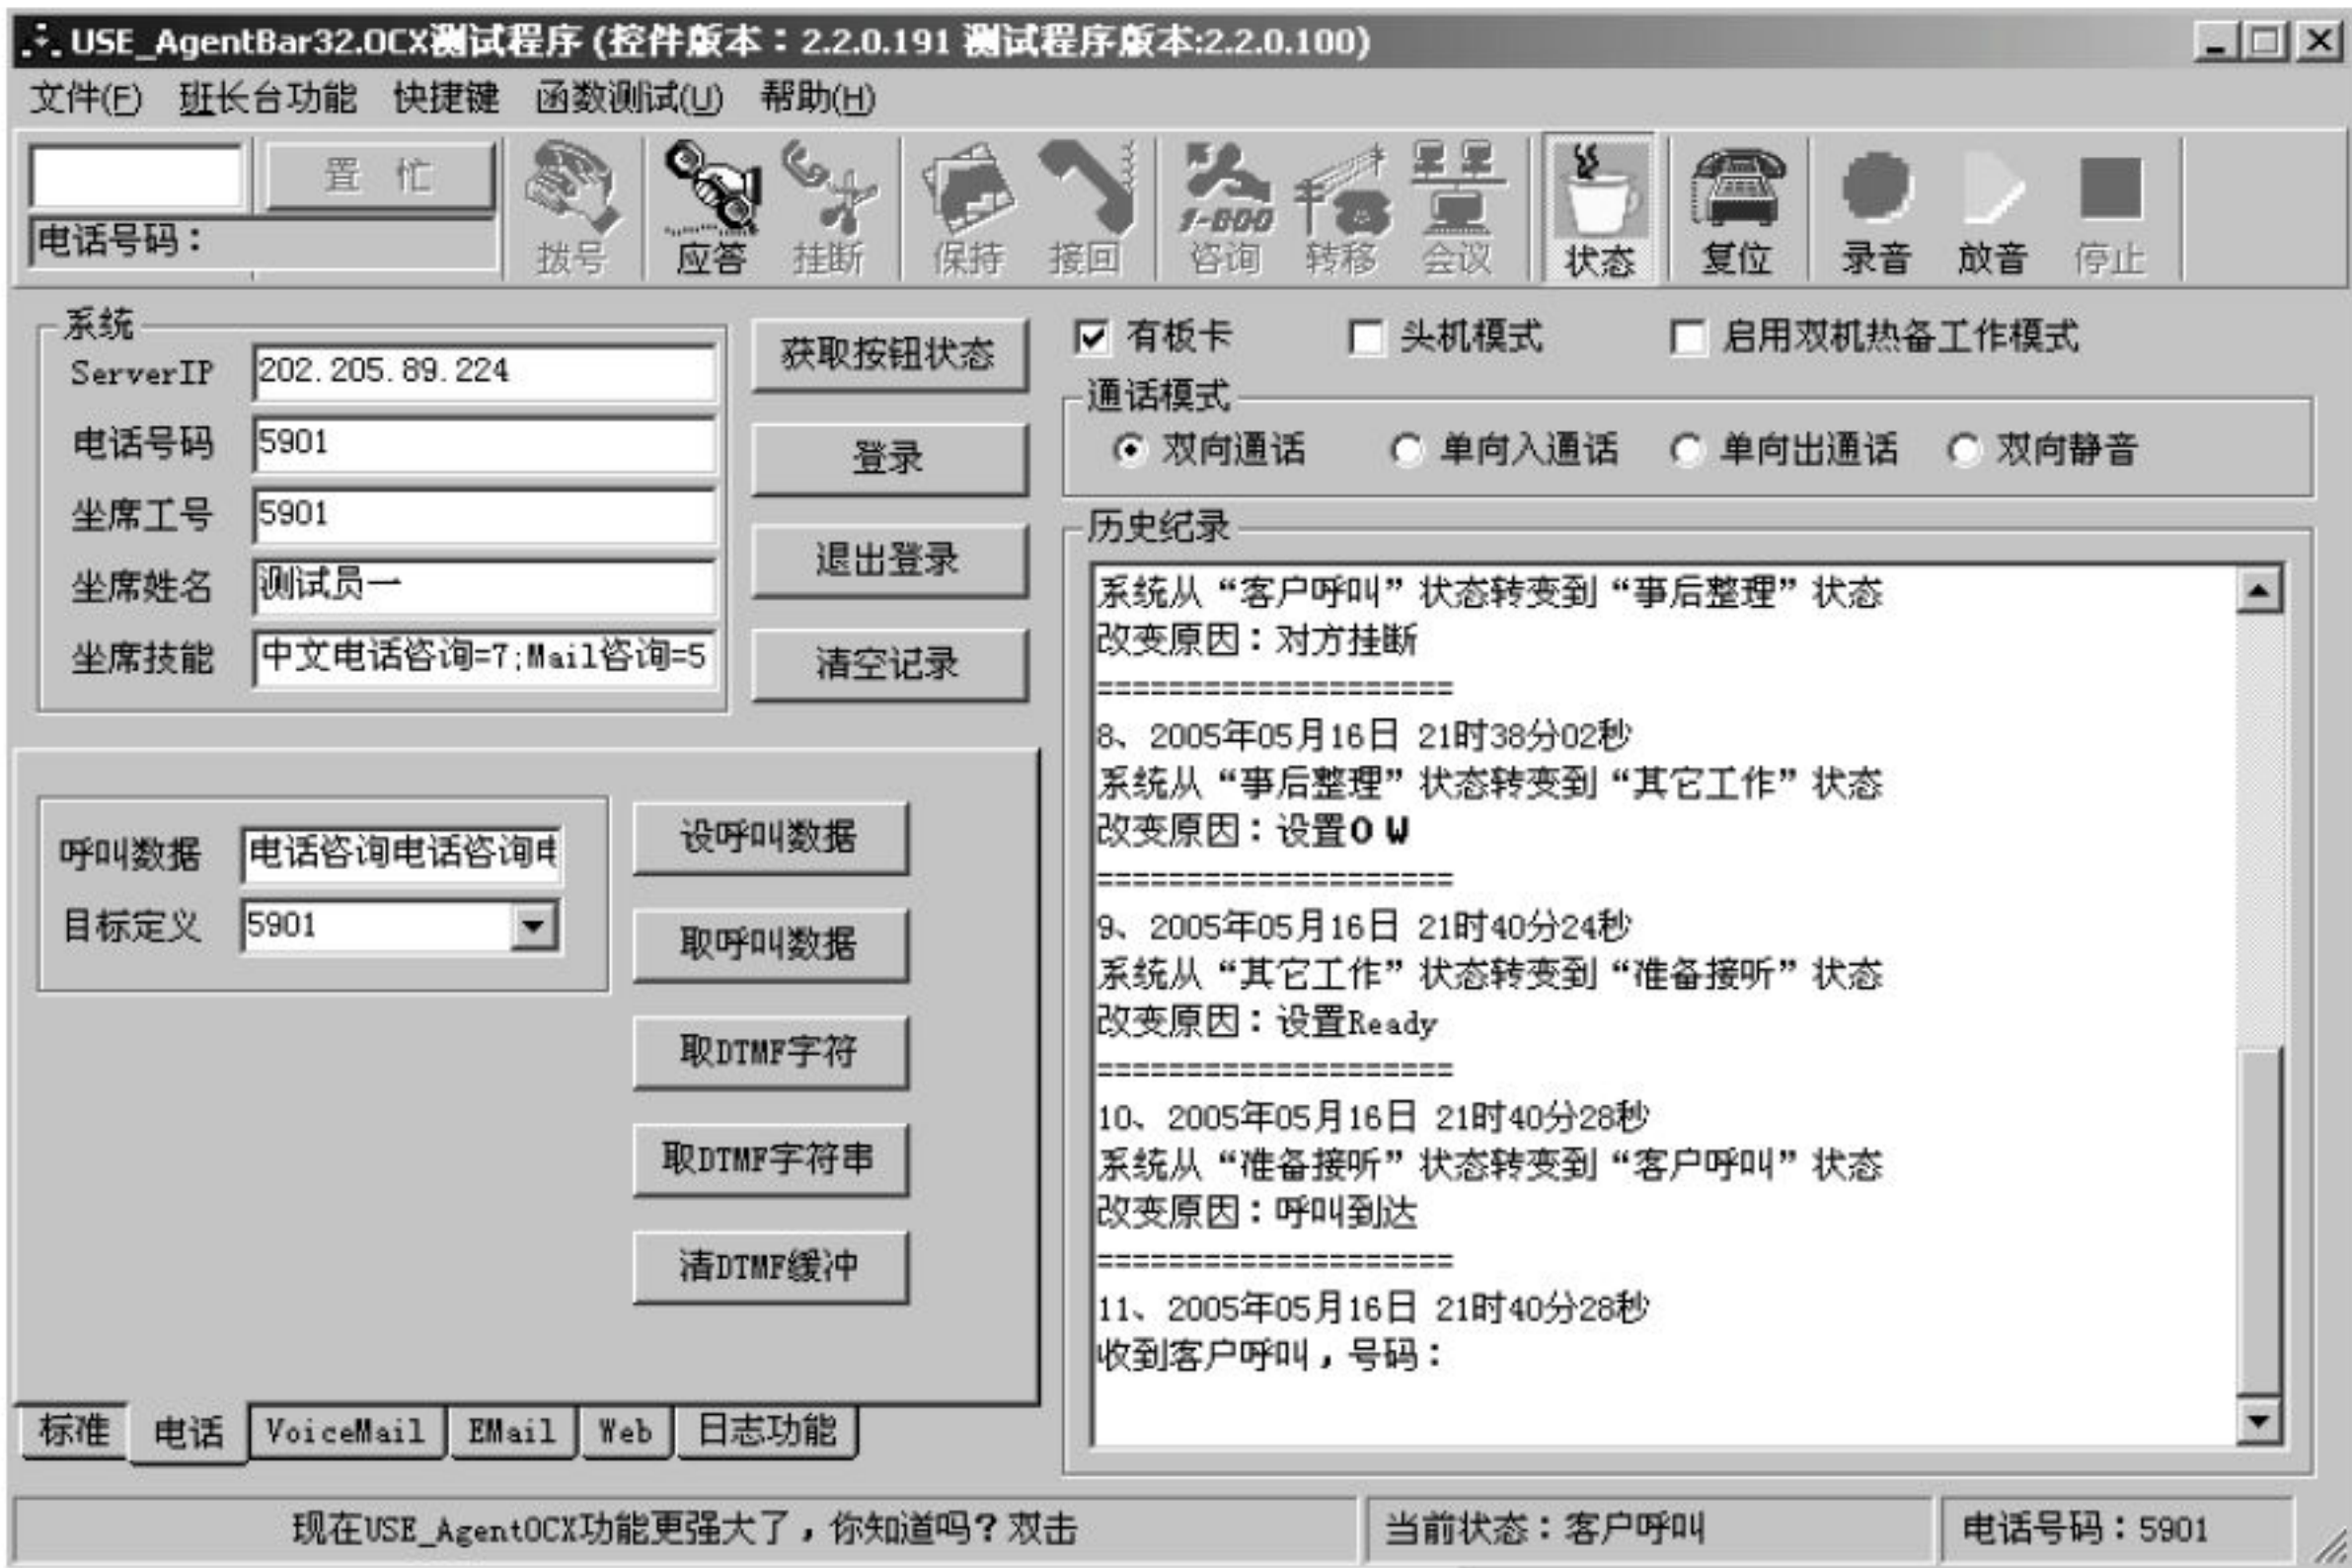 USE_AgentBar32.OCX测试程序 (控件版本：2.2.0.191 测试程序版本:2.2.0.100)
文件(F) 班长台功能 快捷键 函数测试(U) 帮助(H)
置 忙
电话号码：
拨号 应答 挂断 保持 接回 1-800 咨询 转移 会议 状态 复位 录音 放音 停止
系统
ServerIP 202.205.89.224
电话号码 5901
坐席工号 5901
坐席姓名 测试员一
坐席技能 中文电话咨询=7;Mail咨询=5
获取按钮状态
登录
退出登录
清空记录
有板卡 头机模式 启用双机热备工作模式
通话模式
双向通话 单向入通话 单向出通话 双向静音
历史纪录
系统从“客户呼叫”状态转变到“事后整理”状态
改变原因：对方挂断
====================
8、2005年05月16日 21时38分02秒
系统从“事后整理”状态转变到“其它工作”状态
改变原因：设置O W
====================
9、2005年05月16日 21时40分24秒
系统从“其它工作”状态转变到“准备接听”状态
改变原因：设置Ready
====================
10、2005年05月16日 21时40分28秒
系统从“准备接听”状态转变到“客户呼叫”状态
改变原因：呼叫到达
====================
11、2005年05月16日 21时40分28秒
收到客户呼叫，号码：
呼叫数据 电话咨询电话咨询电
目标定义 5901
设呼叫数据
取呼叫数据
取DTMF字符
取DTMF字符串
清DTMF缓冲
标准 电话 VoiceMail EMail Web 日志功能
现在USE_AgentOCX功能更强大了，你知道吗？双击
当前状态：客户呼叫
电话号码：5901